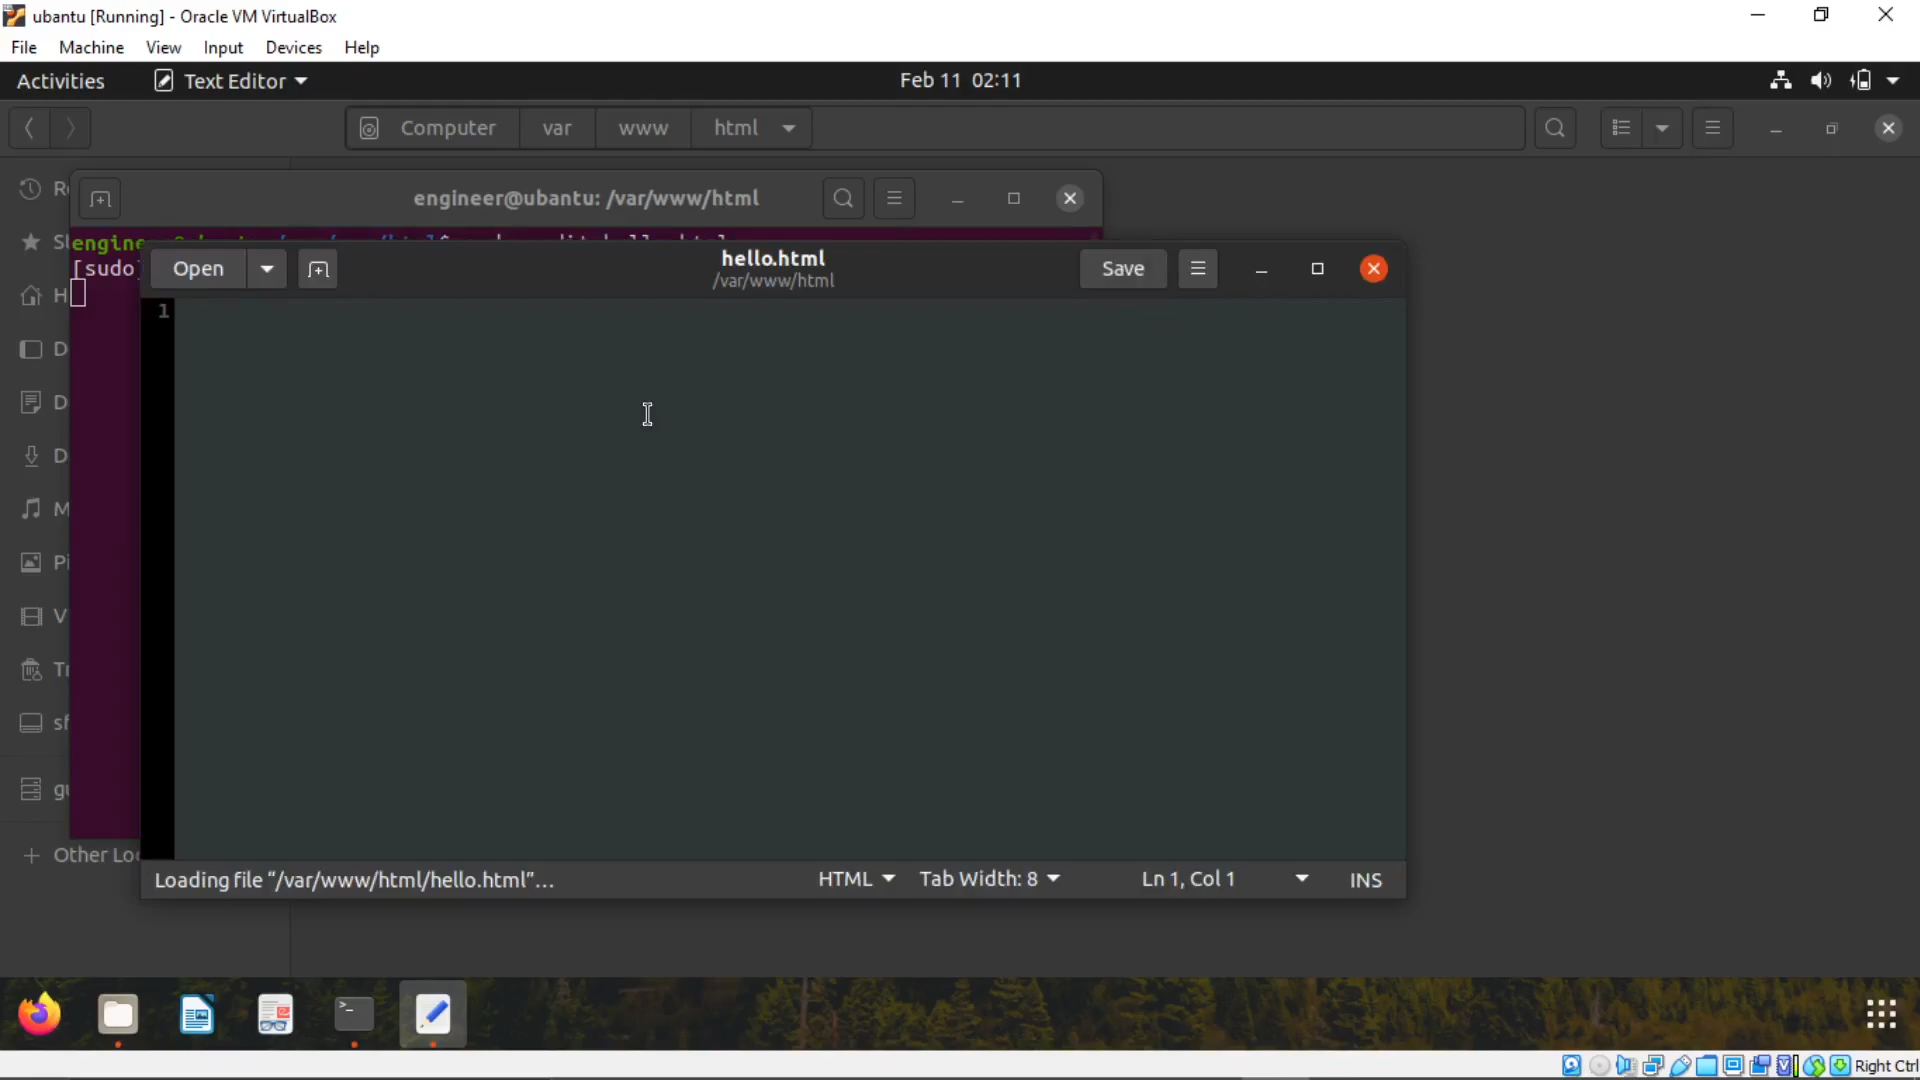 ubantu [Running] - Oracle VM VirtualBox
File Machine View Input Devices Help
Activities Text Editor Feb 11 02:11
Computer var www html
engineer@ubantu: /var/www/html
[sudo]
Open hello.html Save
/var/www/html
1
Other
Loading file “/var/www/html/hello.html”... HTML Tab Width: 8 Ln 1, Col 1 INS
Right Ctrl